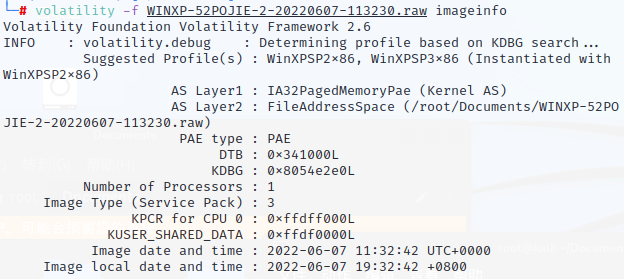 └─# volatility -f WINXP-52POJIE-2-20220607-113230.raw imageinfo
Volatility Foundation Volatility Framework 2.6
INFO    : volatility.debug    : Determining profile based on KDBG search...
Suggested Profile(s) : WinXPSP2x86, WinXPSP3x86 (Instantiated with
WinXPSP2x86)
AS Layer1 : IA32PagedMemoryPae (Kernel AS)
AS Layer2 : FileAddressSpace (/root/Documents/WINXP-52PO
JIE-2-20220607-113230.raw)
PAE type : PAE
DTB : 0x341000L
KDBG : 0x8054e2e0L
Number of Processors : 1
Image Type (Service Pack) : 3
KPCR for CPU 0 : 0xffdff000L
KUSER_SHARED_DATA : 0xffdf0000L
Image date and time : 2022-06-07 11:32:42 UTC+0000
Image local date and time : 2022-06-07 19:32:42 +0800